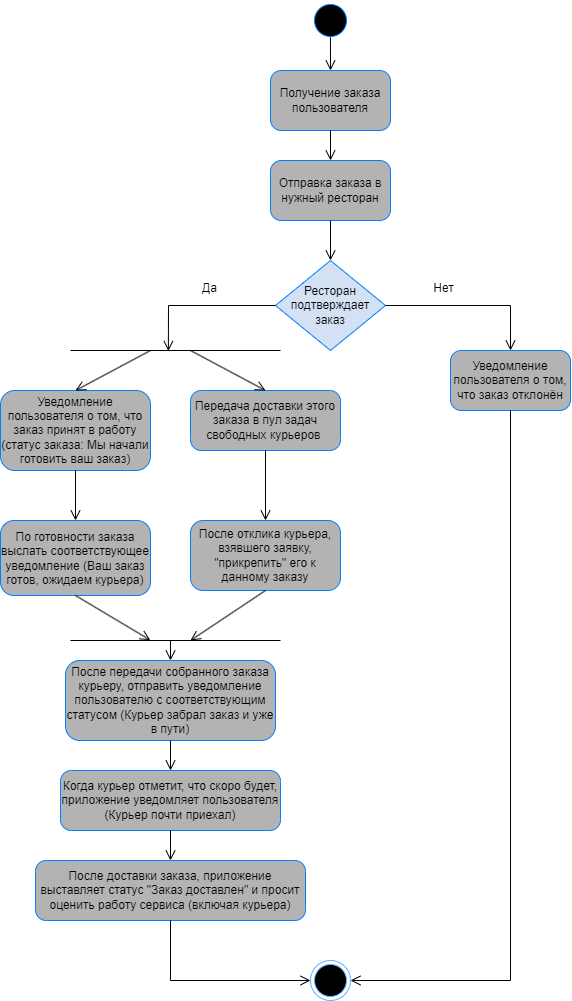 Получение заказа
пользователя
Отправка заказа в
нужный ресторан
Ресторан
подтверждает
заказ
Да
Нет
Уведомление
пользователя о том,
что заказ отклонён
Уведомление
пользователя о том, что
заказ принят в работу
(статус заказа: Мы начали
готовить ваш заказ)
Передача доставки этого
заказа в пул задач
свободных курьеров
По готовности заказа
выслать соответствующее
уведомление (Ваш заказ
готов, ожидаем курьера)
После отклика курьера,
взявшего заявку,
"прикрепить" его к
данному заказу
После передачи собранного заказа
курьеру, отправить уведомление
пользователю с соответствующим
статусом (Курьер забрал заказ и уже
в пути)
Когда курьер отметит, что скоро будет,
приложение уведомляет пользователя
(Курьер почти приехал)
После доставки заказа, приложение
выставляет статус "Заказ доставлен" и просит
оценить работу сервиса (включая курьера)